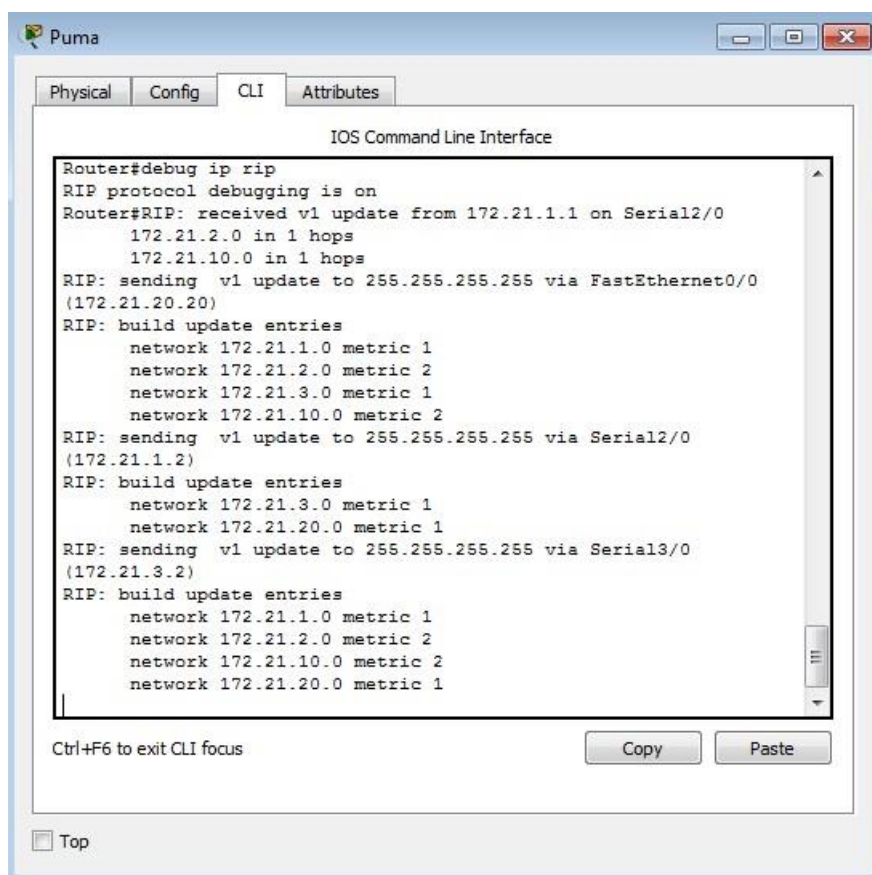 Puma
Physical Config CLI Attributes
IOS Command Line Interface
Router#debug ip rip
RIP protocol debugging is on
Router#RIP: received v1 update from 172.21.1.1 on Serial2/0
172.21.2.0 in 1 hops
172.21.10.0 in 1 hops
RIP: sending  v1 update to 255.255.255.255 via FastEthernet0/0
(172.21.20.20)
RIP: build update entries
network 172.21.1.0 metric 1
network 172.21.2.0 metric 2
network 172.21.3.0 metric 1
network 172.21.10.0 metric 2
RIP: sending  v1 update to 255.255.255.255 via Serial2/0
(172.21.1.2)
RIP: build update entries
network 172.21.3.0 metric 1
network 172.21.20.0 metric 1
RIP: sending  v1 update to 255.255.255.255 via Serial3/0
(172.21.3.2)
RIP: build update entries
network 172.21.1.0 metric 1
network 172.21.2.0 metric 2
network 172.21.10.0 metric 2
network 172.21.20.0 metric 1
Ctrl+F6 to exit CLI focus
Copy Paste
Top